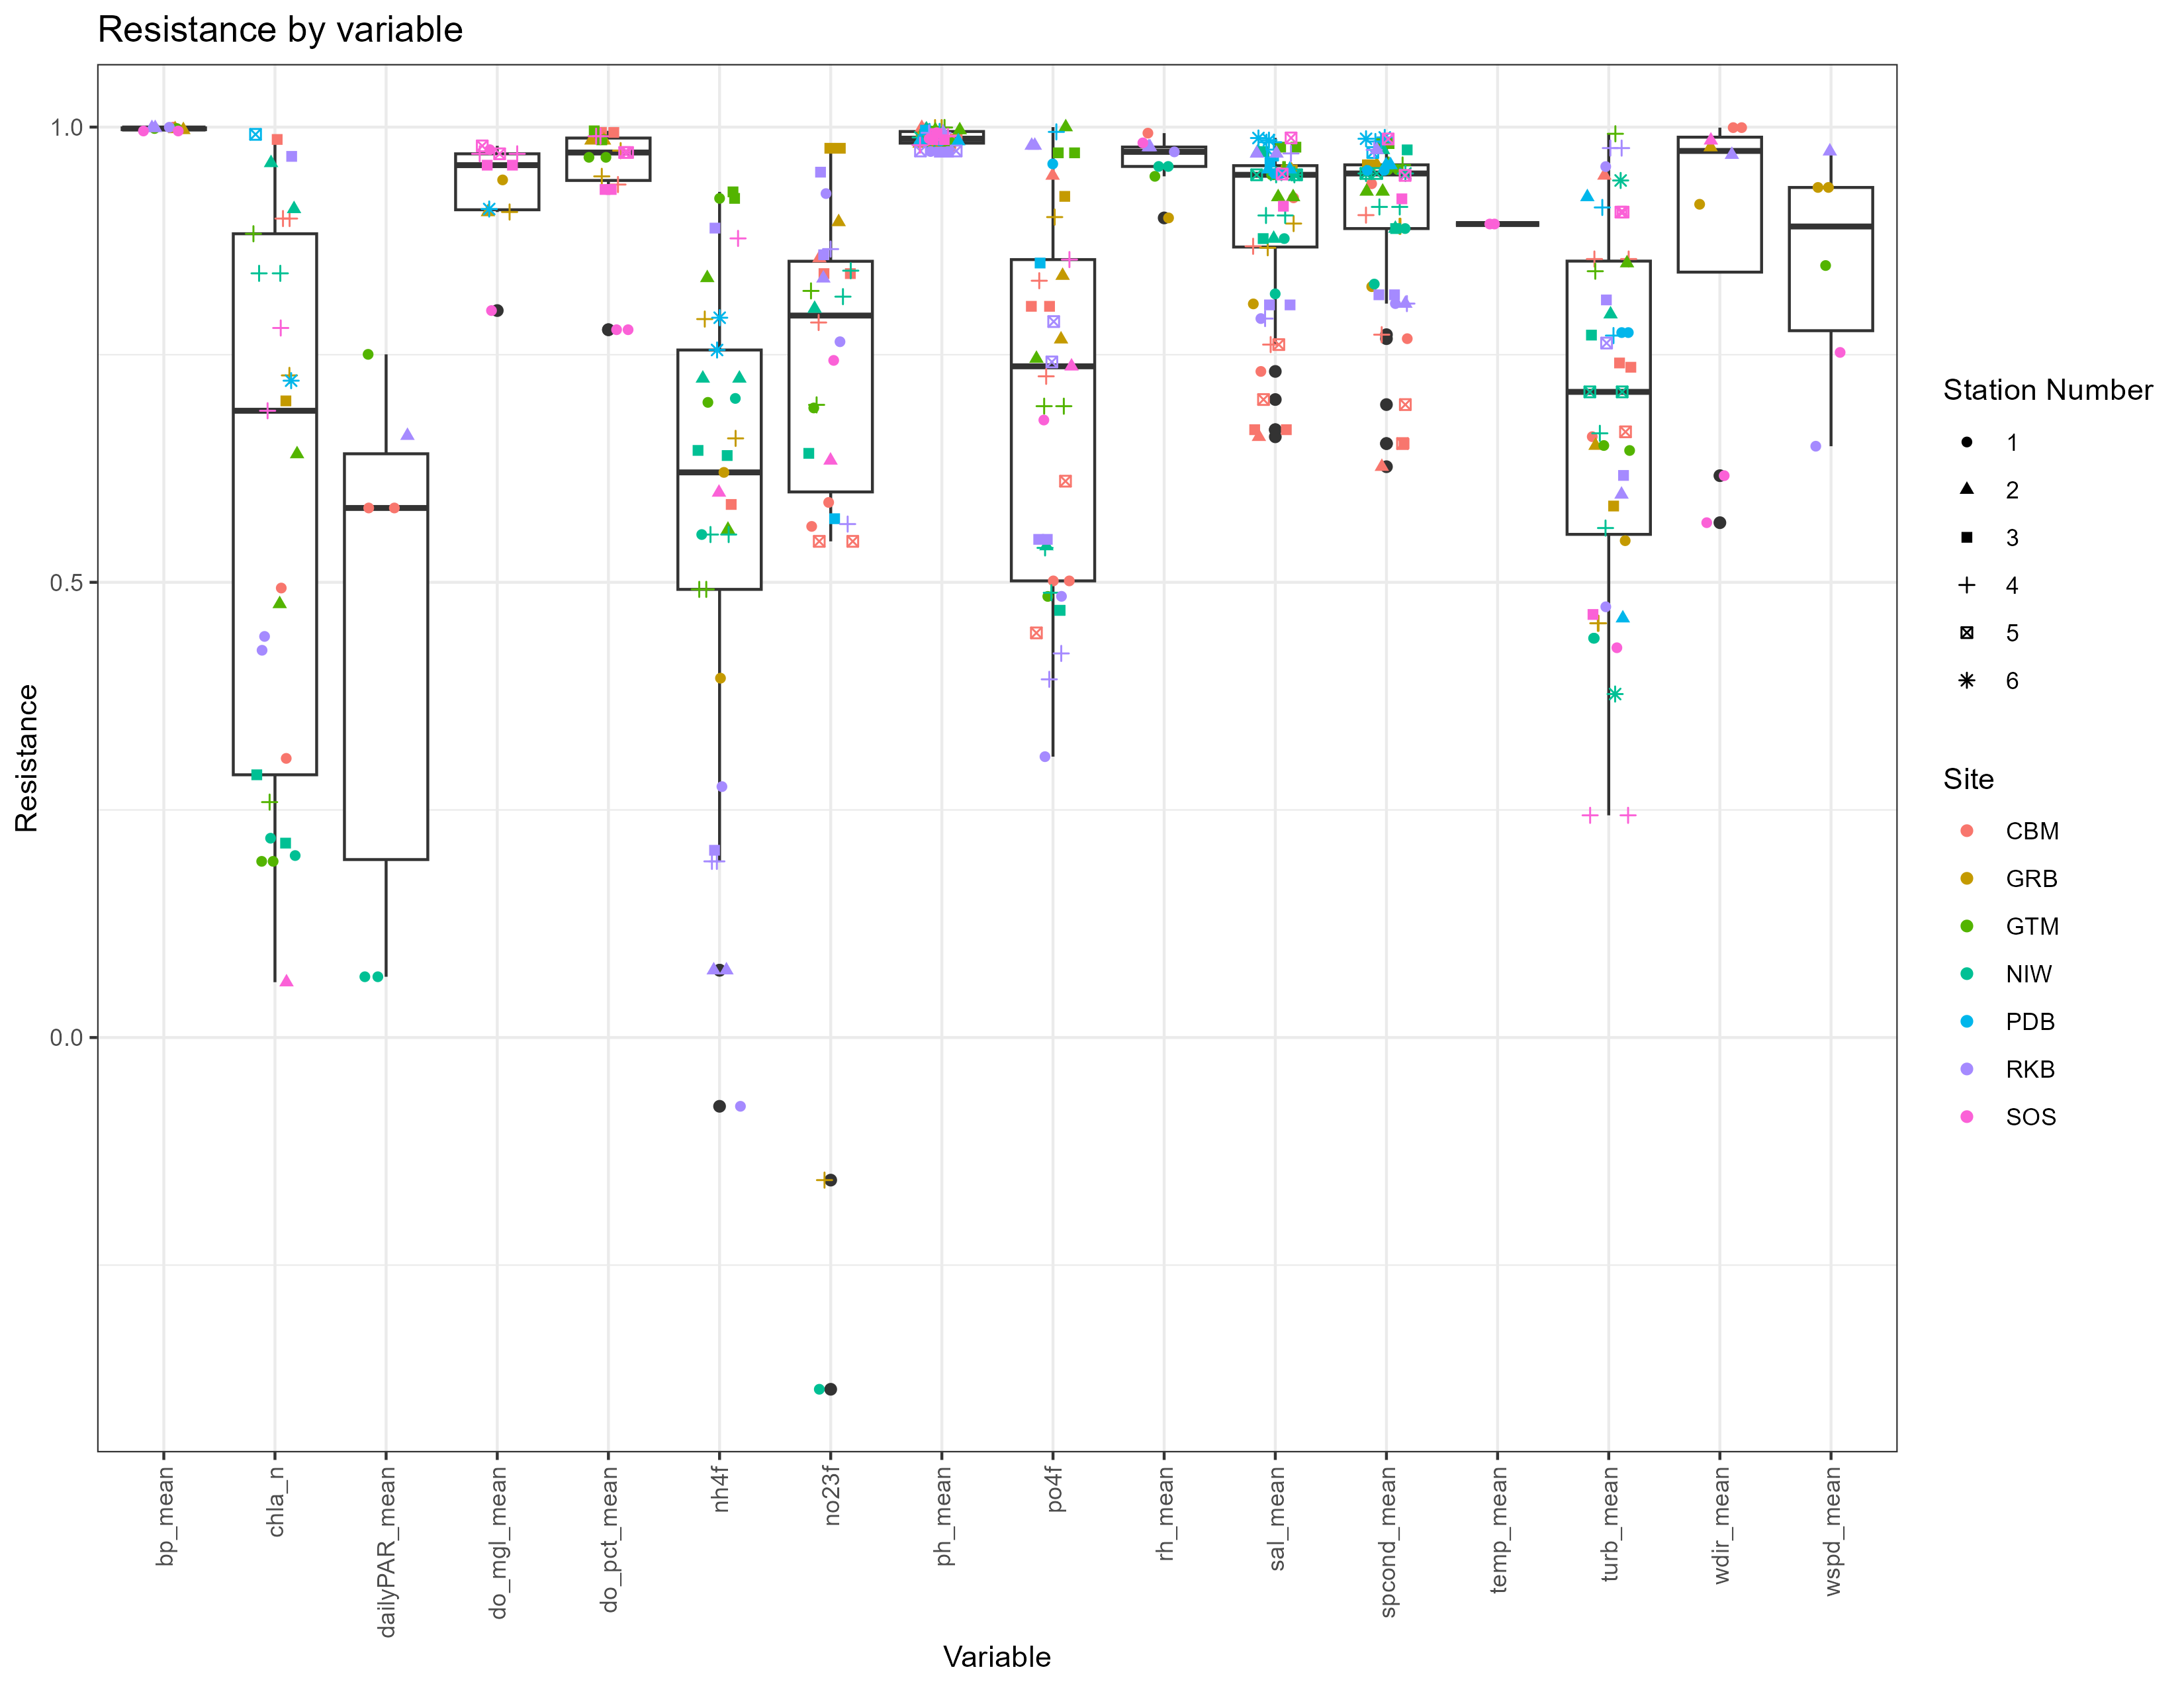 Resistance by variable
1.0
0.5
0.0
Resistance
bp_mean
chla_n
dailyPAR_mean
do_mgl_mean
do_pct_mean
nh4f
no23f
ph_mean
po4f
rh_mean
sal_mean
spcond_mean
temp_mean
turb_mean
wdir_mean
wspd_mean
Variable
Station Number
1
2
3
4
5
6
Site
CBM
GRB
GTM
NIW
PDB
RKB
SOS